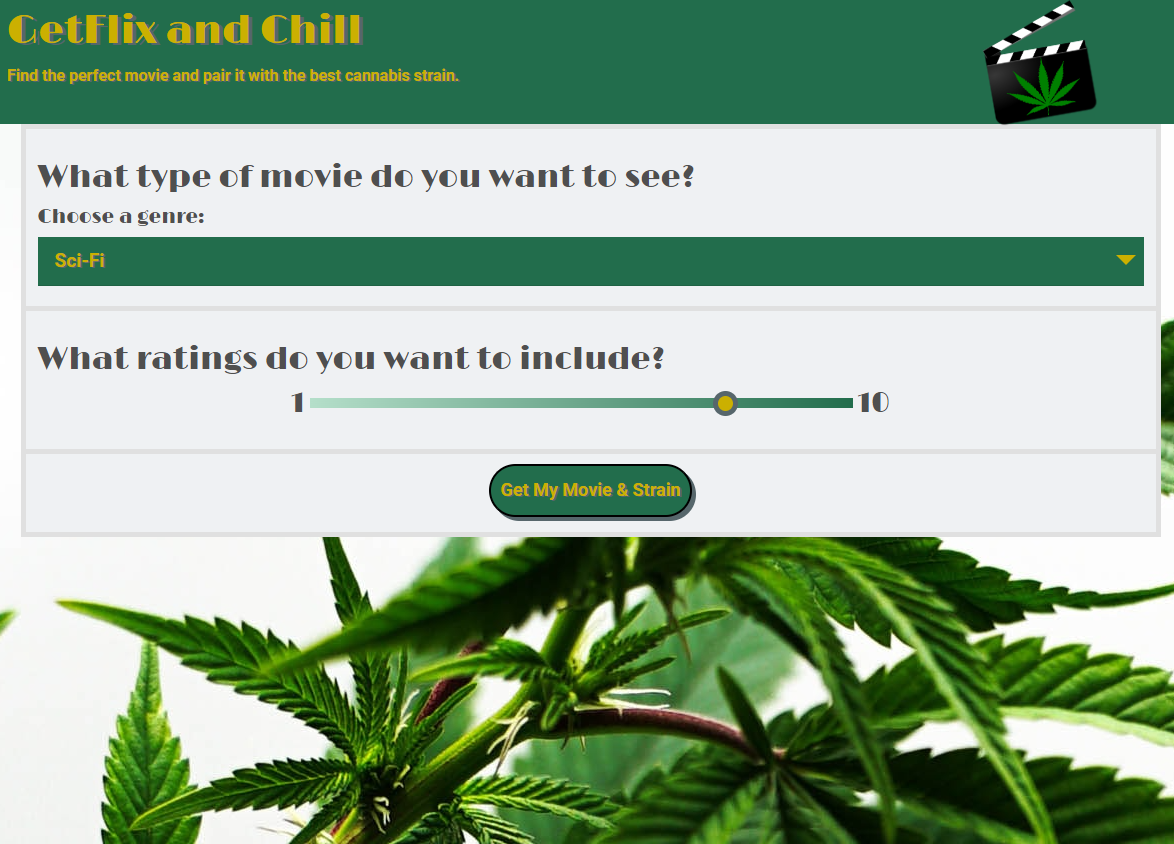 GetFlix and Chill
Find the perfect movie and pair it with the best cannabis strain.
What type of movie do you want to see?
Choose a genre:
Sci-Fi
What ratings do you want to include?
1 10
Get My Movie & Strain